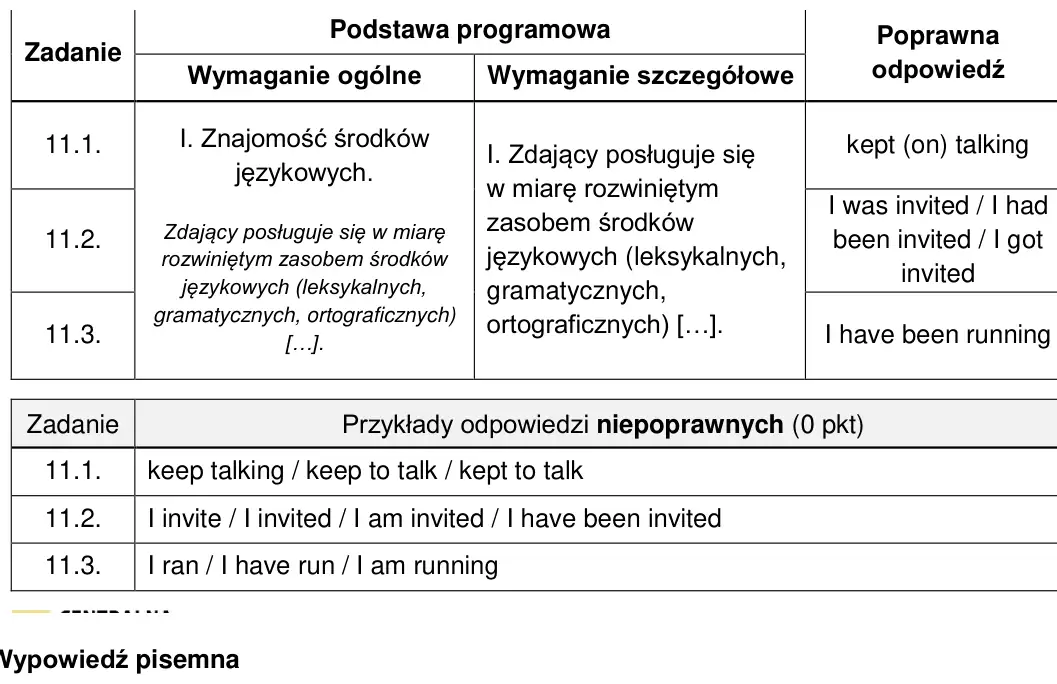 Zadanie
Podstawa programowa
Poprawna
odpowiedź
Wymaganie ogólne
Wymaganie szczegółowe
11.1.
I. Znajomość środków
językowych.
Zdający posługuje się w miarę
rozwiniętym zasobem środków
językowych (leksykalnych,
gramatycznych, ortograficznych)
[…].
I. Zdający posługuje się
w miarę rozwiniętym
zasobem środków
językowych (leksykalnych,
gramatycznych,
ortograficznych) […].
kept (on) talking
11.2.
I was invited / I had
been invited / I got
invited
11.3.
I have been running
Zadanie
Przykłady odpowiedzi niepoprawnych (0 pkt)
11.1.
keep talking / keep to talk / kept to talk
11.2.
I invite / I invited / I am invited / I have been invited
11.3.
I ran / I have run / I am running
Wypowiedź pisemna